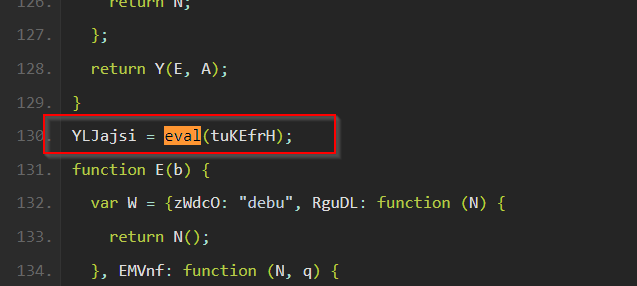 126. return N;
127. };
128. return Y(E, A);
129. }
130. YLJajsi = eval(tuKEfrH);
131. function E(b) {
132. var W = {zWdcO: "debu", RguDL: function (N) {
133. return N();
134. }, EMVnf: function (N, q) {